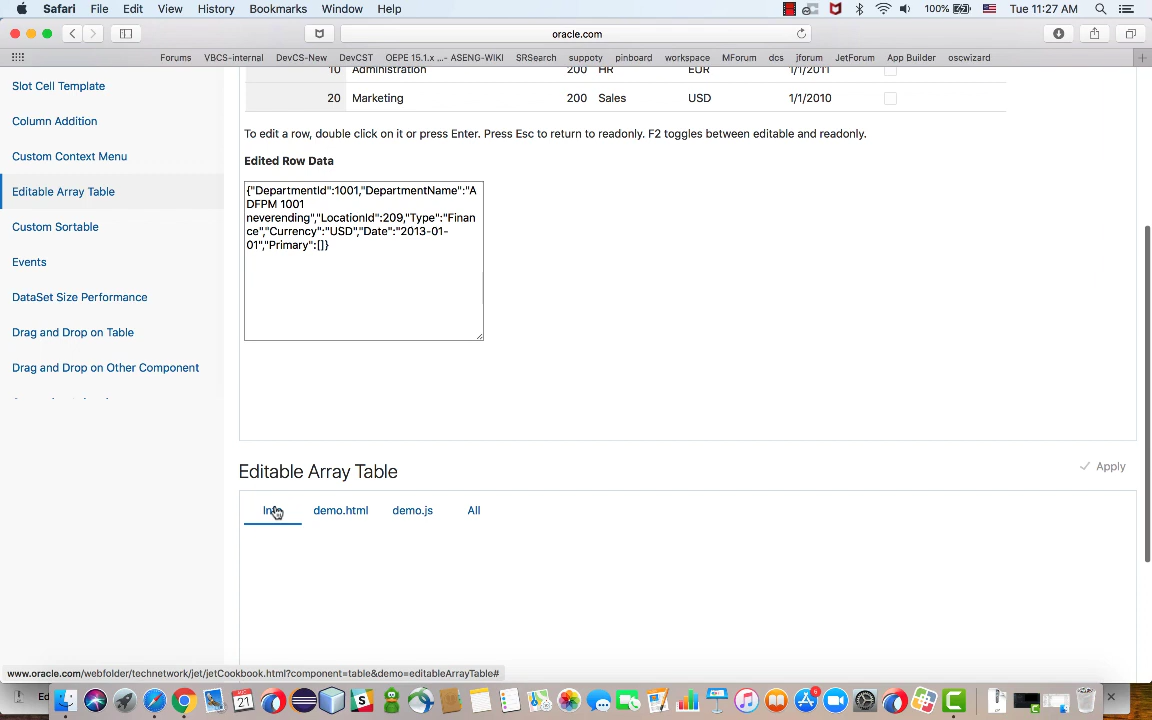 Safari File Edit View History Bookmarks Window Help 100% Tue 11:27 AM
oracle.com
Forums VBCS-internal DevCS-New DevCST OEPE 15.1.x ...- ASENG-WIKI SRSearch suppoty pinboard workspace MForum dcs jforum JetForum App Builder oscwizard
Slot Cell Template
Column Addition
Custom Context Menu
Editable Array Table
Custom Sortable
Events
DataSet Size Performance
Drag and Drop on Table
Drag and Drop on Other Component
10 Administration 200 HR EUR 1/1/2011
20 Marketing 200 Sales USD 1/1/2010
To edit a row, double click on it or press Enter. Press Esc to return to readonly. F2 toggles between editable and readonly.
Edited Row Data
{"DepartmentId":1001,"DepartmentName":"A
DFPM 1001
neverending","LocationId":209,"Type":"Finan
ce","Currency":"USD","Date":"2013-01-
01","Primary":[]}
Editable Array Table
Apply
demo.html demo.js All
www.oracle.com/webfolder/technetwork/jet/jetCookbook.html?component=table&demo=editableArrayTable#